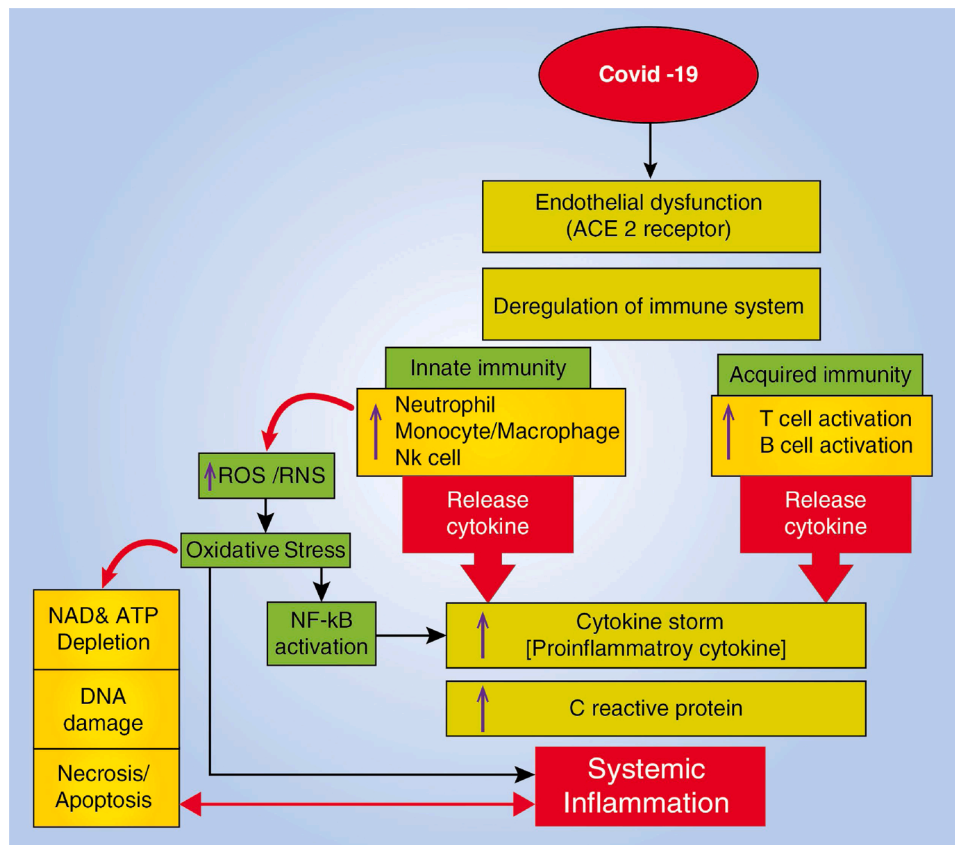 Covid -19
Endothelial dysfunction
(ACE 2 receptor)
Deregulation of immune system
Innate immunity
Neutrophil
Monocyte/Macrophage
Nk cell
Acquired immunity
T cell activation
B cell activation
ROS /RNS
Release
cytokine
Release
cytokine
Oxidative Stress
NAD& ATP
Depletion
DNA
damage
Necrosis/
Apoptosis
NF-kB
activation
Cytokine storm
[Proinflammatroy cytokine]
C reactive protein
Systemic
Inflammation